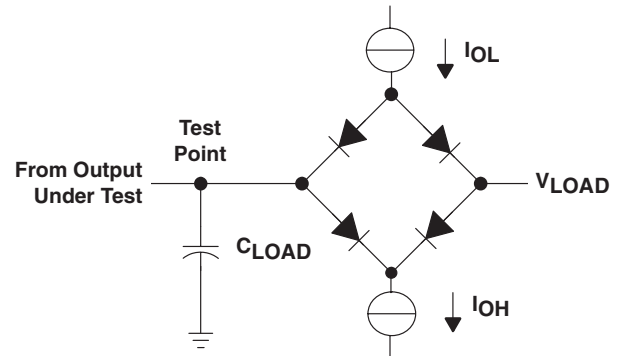 IOL
Test
Point
From Output
Under Test
VLOAD
CLOAD
IOH